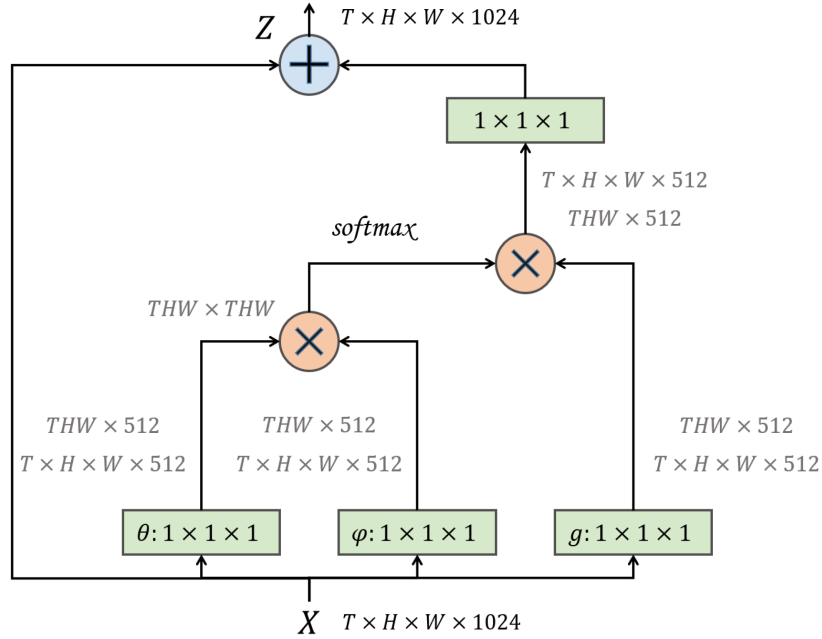 Z
T × H × W × 1024
1 × 1 × 1
T × H × W × 512
THW × 512
softmax
THW × THW
THW × 512
T × H × W × 512
THW × 512
T × H × W × 512
THW × 512
T × H × W × 512
θ: 1 × 1 × 1
φ: 1 × 1 × 1
g: 1 × 1 × 1
X
T × H × W × 1024